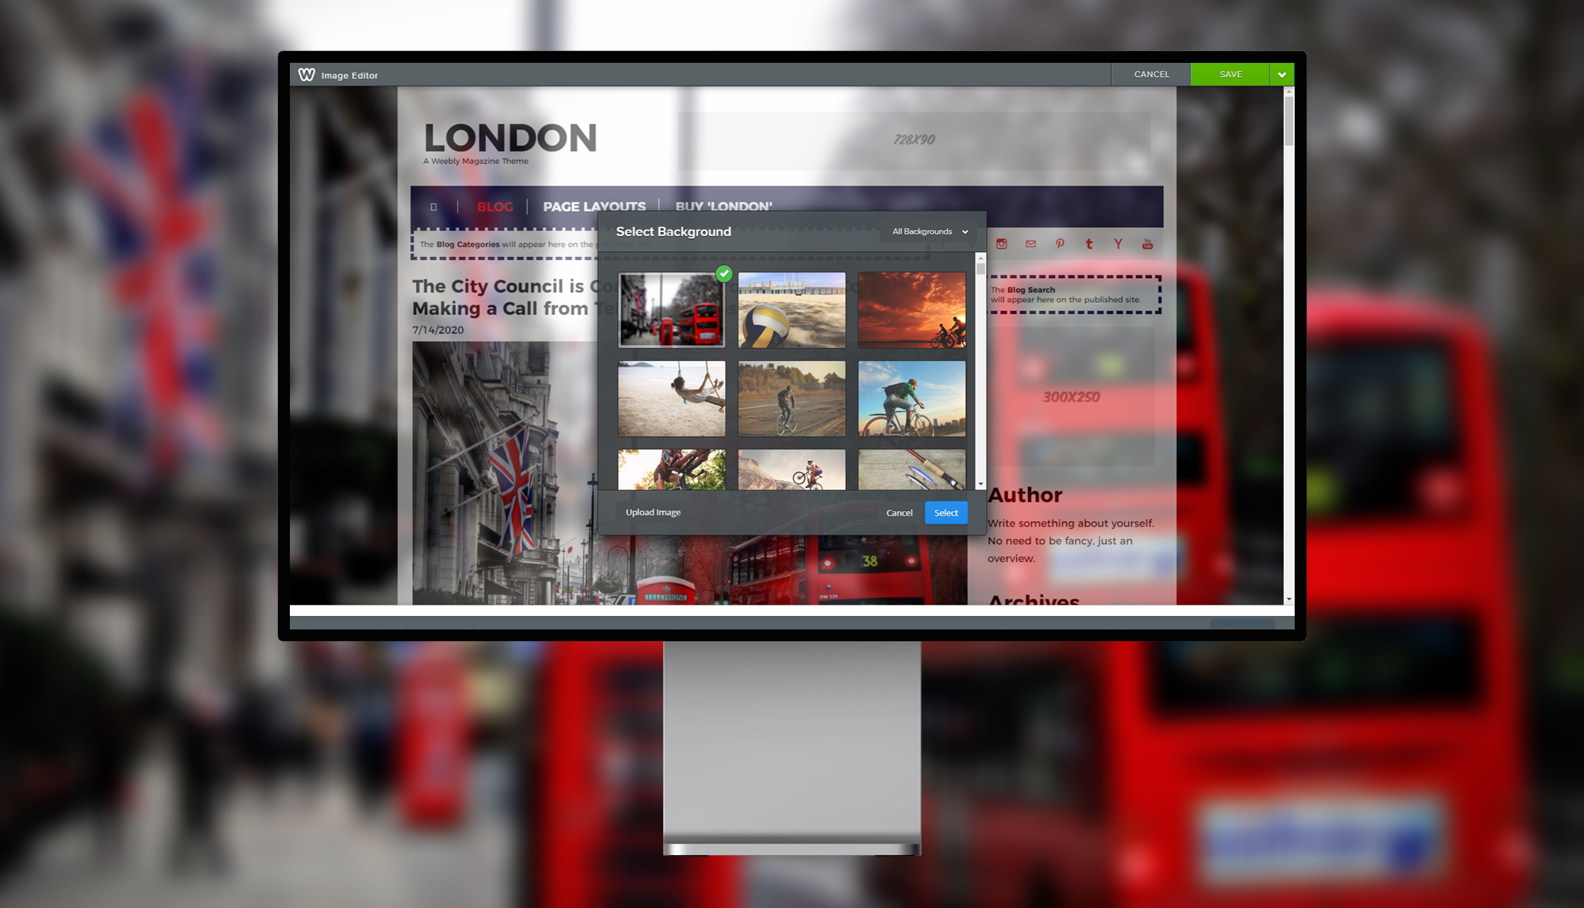 Image Editor
CANCEL
SAVE
LONDON
A Weebly Magazine Theme
728X90
BLOG
PAGE LAYOUTS
BUY 'LONDON'
Select Background
All Backgrounds
The Blog Categories will appear here on the
The City Council is
Making a Call from
7/14/2020
The Blog Search
will appear here on the published site.
300X250
Upload Image
Cancel
Select
Author
Write something about yourself.
No need to be fancy, just an
overview.
Archives
38
TELEPHONE